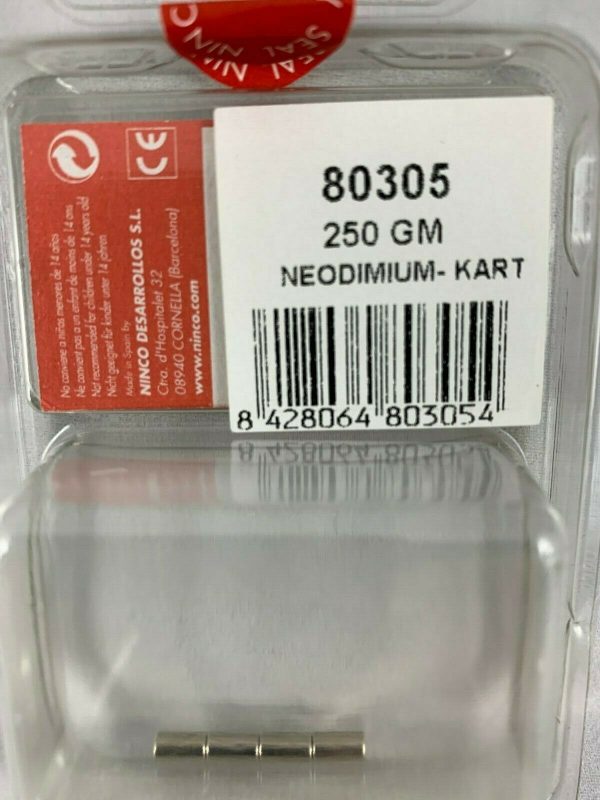 NINCO
SEAL
80305
250 GM
NEODIMIUM- KART
8 428064 803054
CE
No conviene a niños menores de 14 años
Ne convient pas a un enfant de moins de 14 ans
Not recommended for children under 14 years old
Nicht geeignet für kinder unter 14 jahren
Made in Spain by
NINCO DESARROLLOS S.L.
Ctra. d'Hospitalet 32
08940 CORNELLA (Barcelona)
www.ninco.com